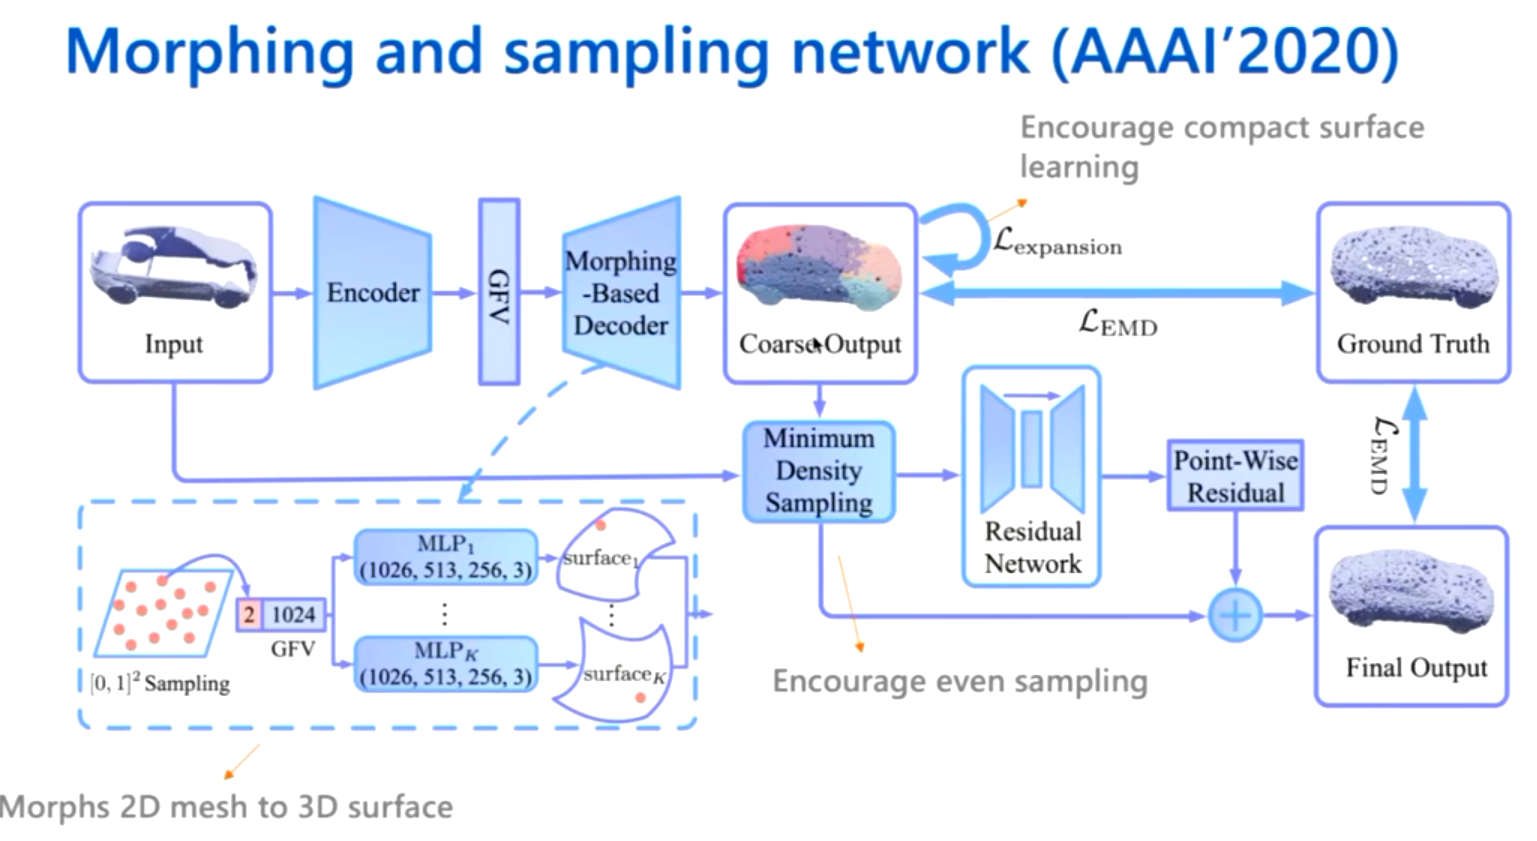 Morphing and sampling network (AAAI’2020)
Encourage compact surface
learning
Input
Encoder
GFV
Morphing
-Based
Decoder
Coarse Output
ℒexpansion
ℒEMD
Ground Truth
Minimum
Density
Sampling
Residual
Network
Point-Wise
Residual
ℒEMD
Final Output
Encourage even sampling
[0, 1]² Sampling
2 1024
GFV
MLP₁
(1026, 513, 256, 3)
⋮
MLP_K
(1026, 513, 256, 3)
surface₁
⋮
surface_K
Morphs 2D mesh to 3D surface